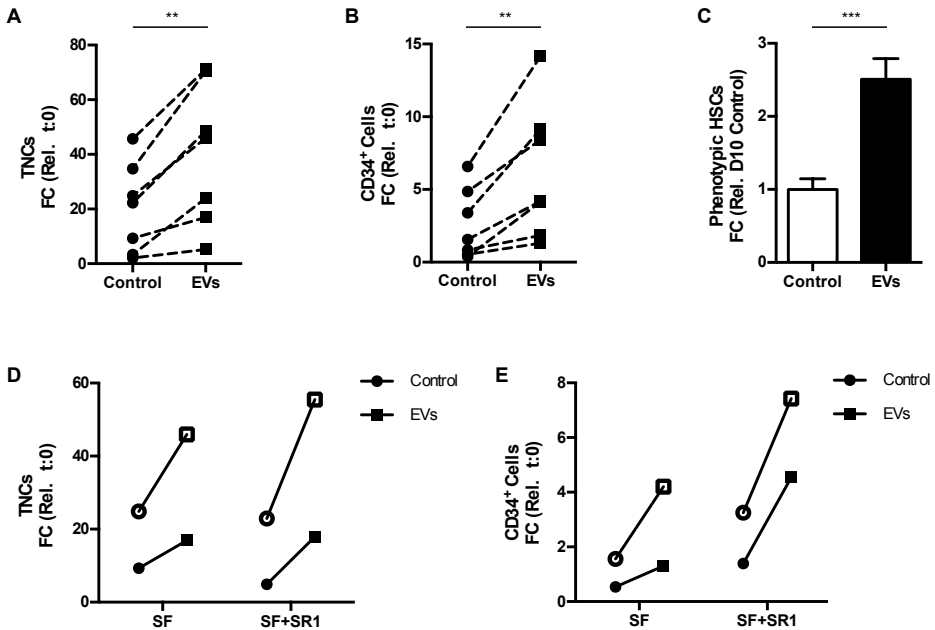 A
**
TNCs
FC (Rel. t:0)
80
60
40
20
0
Control EVs
B
**
CD34+ Cells
FC (Rel. t:0)
15
10
5
0
Control EVs
C
***
Phenotypic HSCs
FC (Rel. D10 Control)
3
2
1
0
Control EVs
D
TNCs
FC (Rel. t:0)
60
40
20
0
SF SF+SR1
Control
EVs
E
CD34+ Cells
FC (Rel. t:0)
8
6
4
2
0
SF SF+SR1
Control
EVs